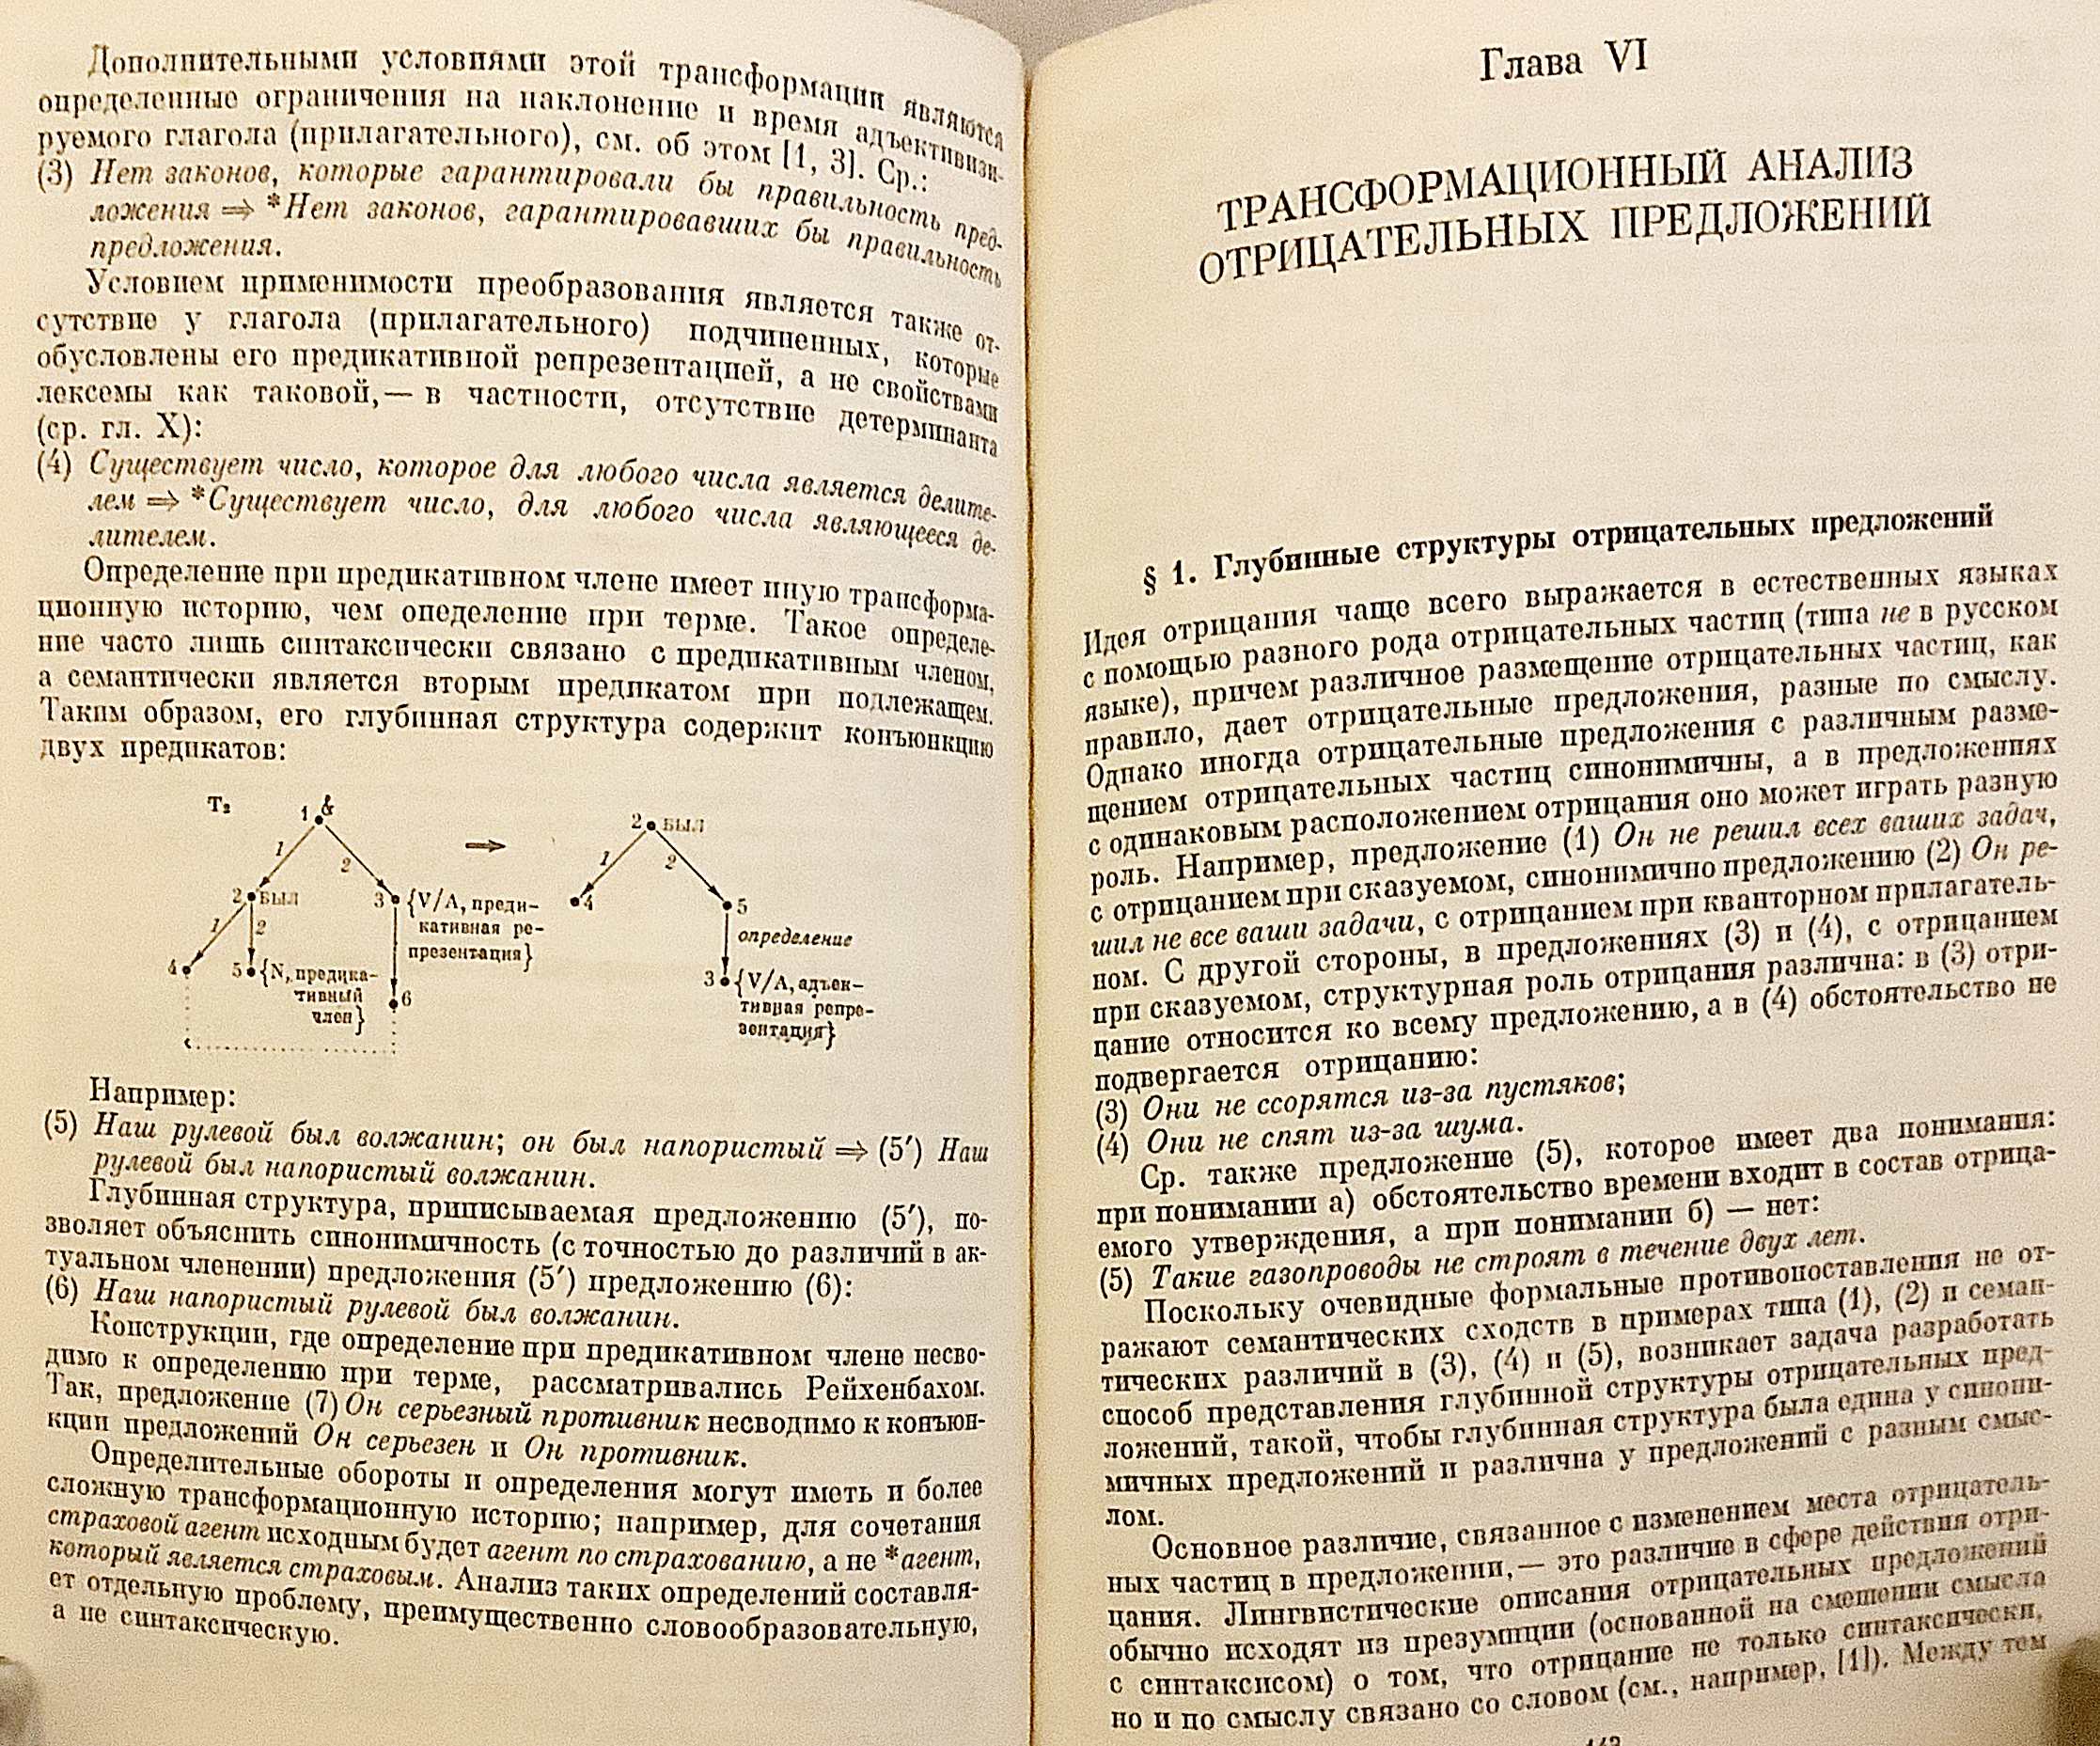 Дополнительными условиями этой трансформации являются
определенные ограничения на наклонение и время адъективизи-
руемого глагола (прилагательного), см. об этом [1, 3]. Ср.:
(3) Нет законов, которые гарантировали бы правильность пред-
ложения ⇒ *Нет законов, гарантировавших бы правильность
предложения.
Условием применимости преобразования является также от-
сутствие у глагола (прилагательного) подчиненных, которые
обусловлены его предикативной репрезентацией, а не свойствами
лексемы как таковой,— в частности, отсутствие детерминанта
(ср. гл. X):
(4) Существует число, которое для любого числа является делите-
лем ⇒ *Существует число, для любого числа являющееся де-
лителем.
Определение при предикативном члене имеет иную трансформа-
ционную историю, чем опеделение при терме. Такое определе-
ние часто лишь синтаксически связано с предикативным членом,
а семантически является вторым предикатом при подлежащем.
Таким образом, его глубинная структура содержит конъюнкцию
двух предикатов:
T₂
1 &
1
2
2 БЫЛ
3 {V/A, преди-
кативная ре-
презентация}
1
2
4
5 {N, предика-
тивный
член}
6
→
2 БЫЛ
1
2
4
5
определение
3 {V/A, адъек-
тивная репре-
зентация}
Например:
(5) Наш рулевой был волжанин; он был напористый ⇒ (5′) Наш
рулевой был напористый волжанин.
Глубинная структура, приписываемая предложению (5′), по-
зволяет объяснить синонимичность (с точностью до различий в ак-
туальном членении) предложения (5′) предложению (6):
(6) Наш напористый рулевой был волжанин.
Конструкции, где определение при предикативном члене несво-
димо к определению при терме, рассматривались Рейхенбахом.
Так, предложение (7) Он серьезный противник несводимо к конъюн-
кции предложений Он серьезен и Он противник.
Определительные обороты и определения могут иметь и более
сложную трансформационную историю; например, для сочетания
страховой агент исходным будет агент по страхованию, а не *агент,
который является страховым. Анализ таких определений составля-
ет отдельную проблему, преимущественно словообразовательную,
а не синтаксическую.
Глава VI
ТРАНСФОРМАЦИОННЫЙ АНАЛИЗ
ОТРИЦАТЕЛЬНЫХ ПРЕДЛОЖЕНИЙ
§ 1. Глубинные структуры отрицательных предложений
Идея отрицания чаще всего выражается в естественных языках
с помощью разного рода отрицательных частиц (типа не в русском
языке), причем различное размещение отрицательных частиц, как
правило, дает отрицательные предложения, разные по смыслу.
Однако иногда отрицательные предложения с различным разме-
щением отрицательных частиц синонимичны, а в предложениях
с одинаковым расположением отрицания оно может играть разную
роль. Например, предложение (1) Он не решил всех ваших задач,
с отрицанием при сказуемом, синонимично предложению (2) Он ре-
шил не все ваши задачи, с отрицанием при кванторном прилагатель-
ном. С другой стороны, в предложениях (3) и (4), с отрицанием
при сказуемом, структурная роль отрицания различна: в (3) отри-
цание относится ко всему предложению, а в (4) обстоятельство не
подвергается отрицанию:
(3) Они не ссорятся из-за пустяков;
(4) Они не спят из-за шума.
Ср. также предложение (5), которое имеет два понимания:
при понимании а) обстоятельство времени входит в состав отрица-
емого утверждения, а при понимании б) — нет:
(5) Такие газопроводы не строят в течение двух лет.
Поскольку очевидные формальные противопоставления не от-
ражают семантических сходств в примерах типа (1), (2) и семан-
тических различий в (3), (4) и (5), возникает задача разработать
способ представления глубинной структуры отрицательных пред-
ложений, такой, чтобы глубинная структура была едина у синони-
мичных предложений и различна у предложений с разным смыс-
лом.
Основное различие, связанное с изменением места отрицатель-
ных частиц в предложении,— это различие в сфере действия отри-
цания. Лингвистические описания отрицательных предложений
обычно исходят из презумпции (основанной на смешении смысла
с синтаксисом) о том, что отрицание не только синтаксически,
но и по смыслу связано со словом (см., например, [1]). Между тем